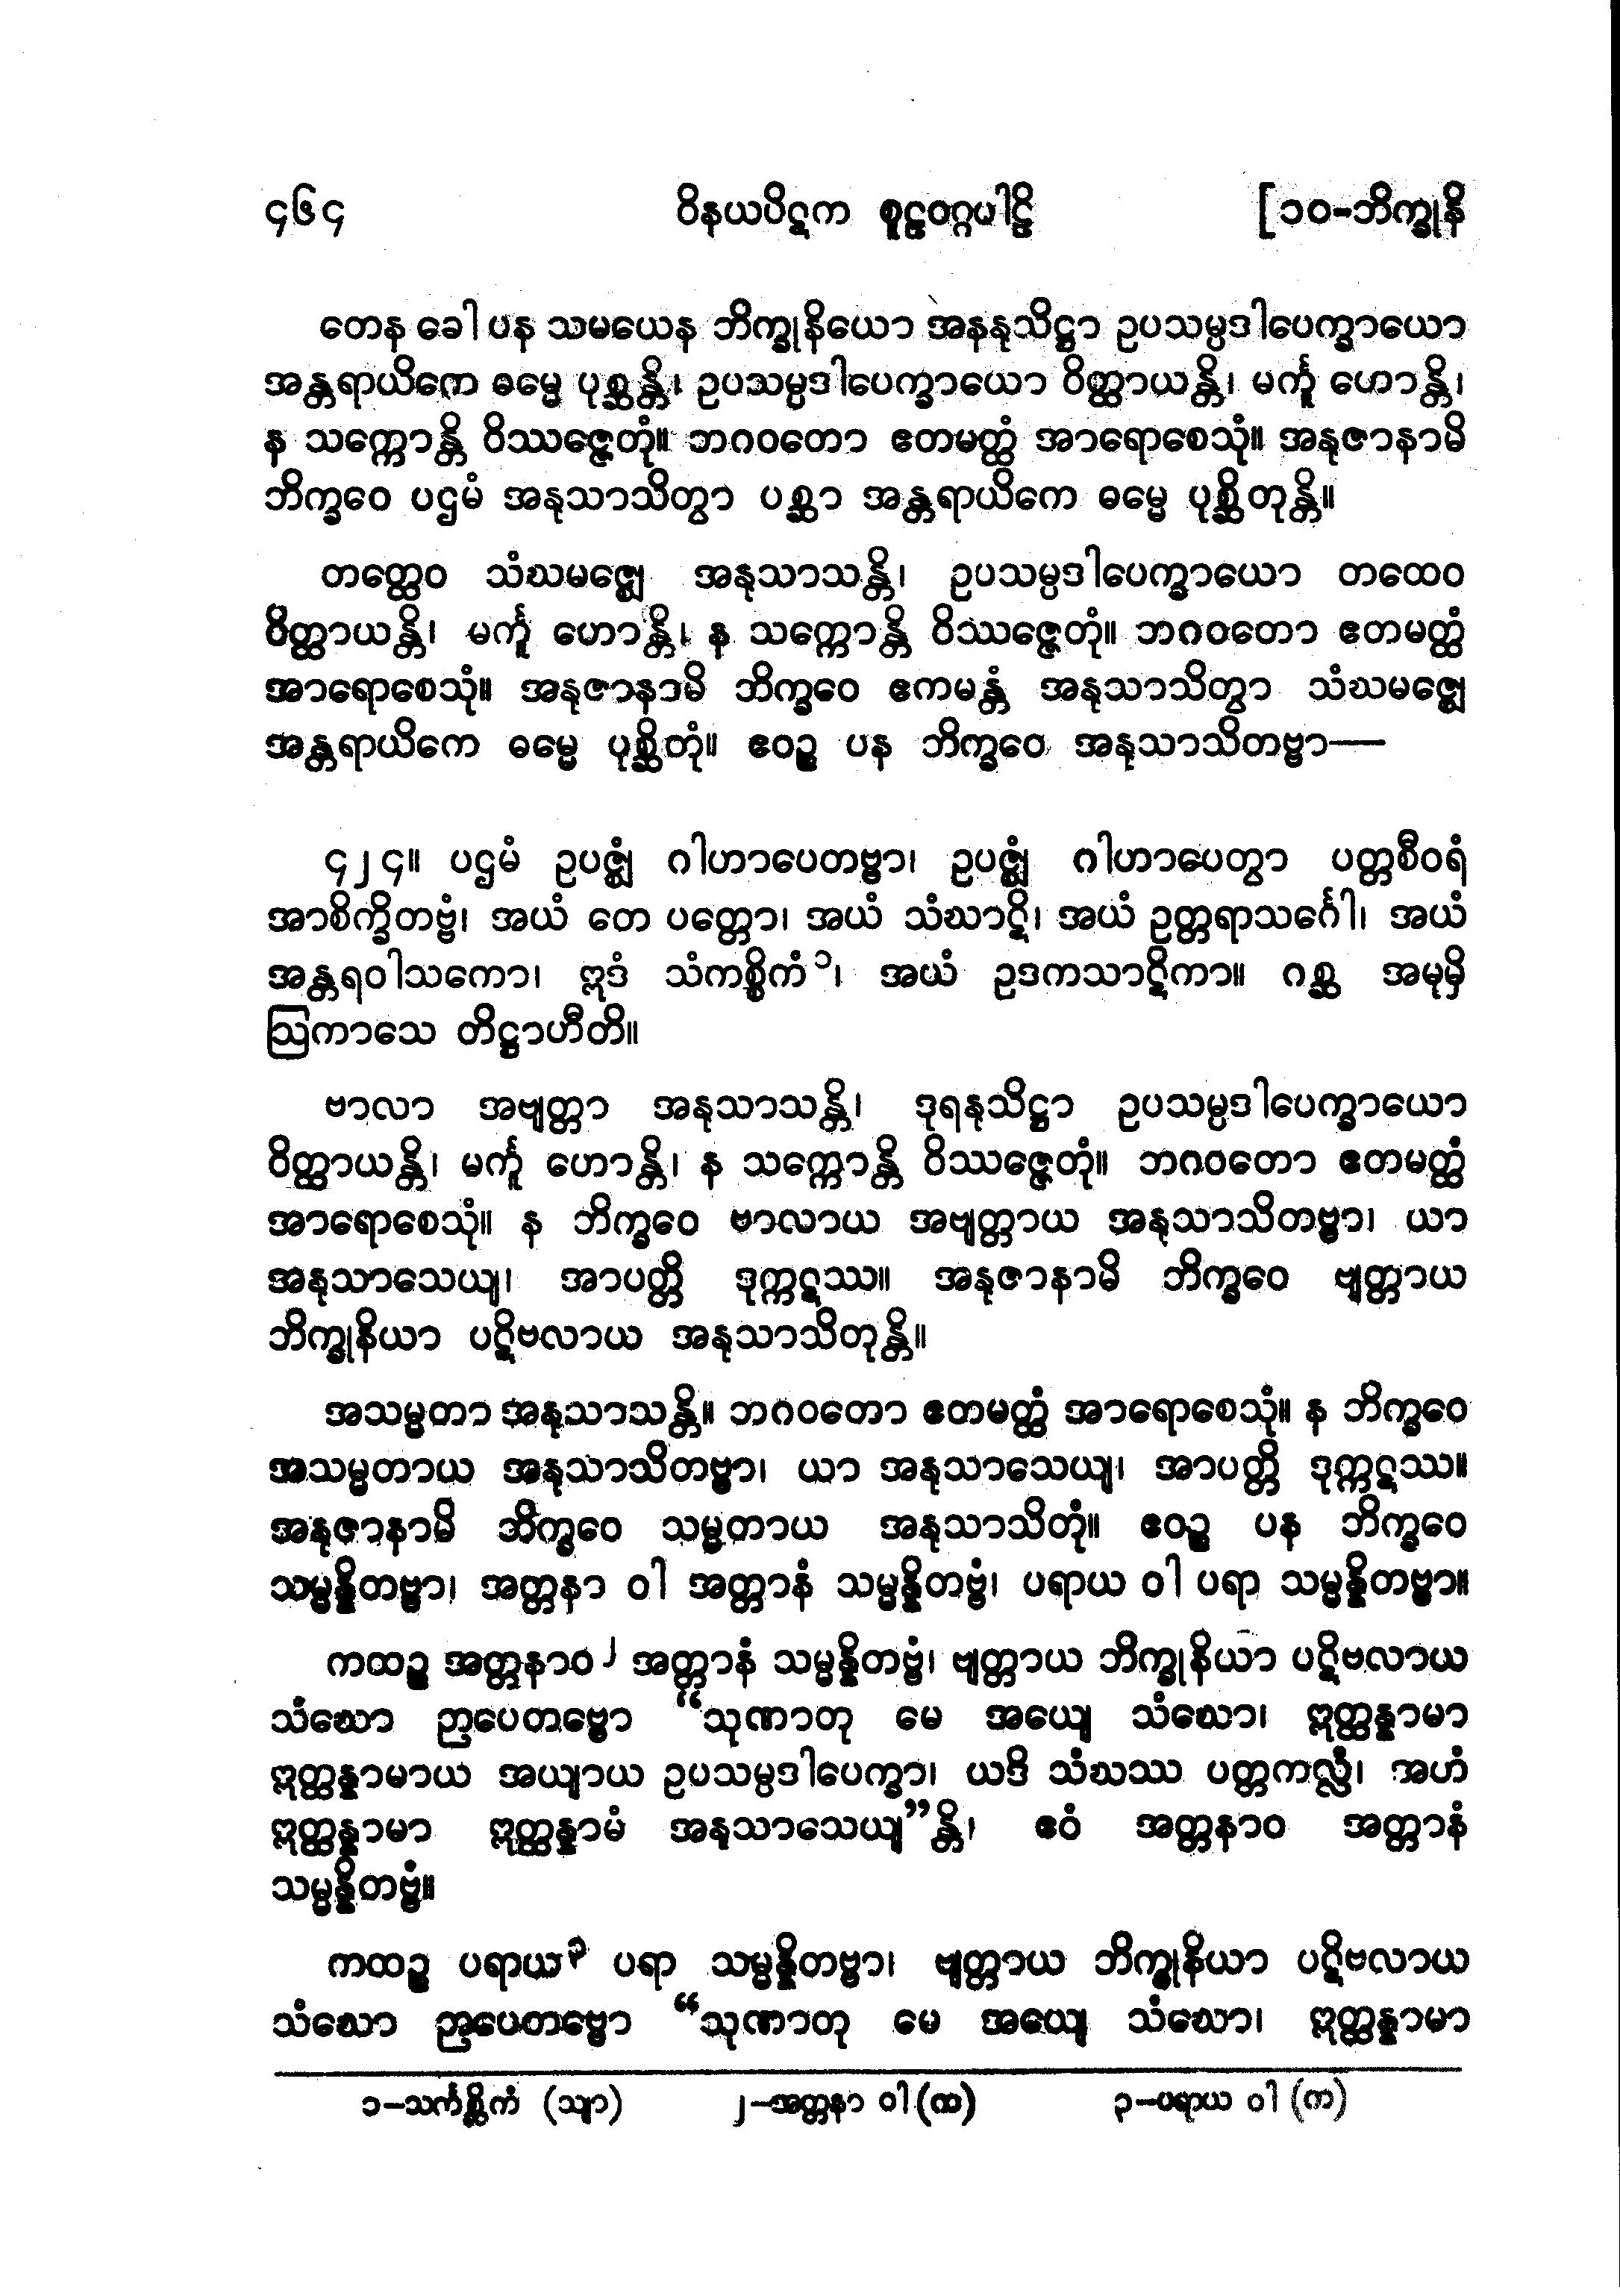 ၄၆၄ ဝိနယပိဋက စူဠဝဂ္ဂပါဠိ [၁၀-ဘိက္ခုနိ
တေန ခေါ ပန သမယေန ဘိက္ခုနိယော အနနုသိဋ္ဌာ ဥပသမ္ပဒါပေက္ခာယော
အန္တရာယိကေ ဓမ္မေ ပုစ္ဆန္တိ၊ ဥပသမ္ပဒါပေက္ခာယော ဝိတ္ထာယန္တိ၊ မင်္ကူ ဟောန္တိ၊
န သက္ကောန္တိ ဝိဿဇ္ဇေတုံ။ ဘဂဝတော ဧတမတ္ထံ အာရောစေသုံ။ အနုဇာနာမိ
ဘိက္ခဝေ ပဌမံ အနုသာသိတွာ ပစ္ဆာ အန္တရာယိကေ ဓမ္မေ ပုစ္ဆိတုန္တိ။
တတ္ထေဝ သံဃမဇ္ဈေ အနုသာသန္တိ၊ ဥပသမ္ပဒါပေက္ခာယော တထေဝ
ဝိတ္ထာယန္တိ၊ မင်္ကူ ဟောန္တိ၊ န သက္ကောန္တိ ဝိဿဇ္ဇေတုံ။ ဘဂဝတော ဧတမတ္ထံ
အာရောစေသုံ။ အနုဇာနာမိ ဘိက္ခဝေ ဧကမန္တံ အနုသာသိတွာ သံဃမဇ္ဈေ
အန္တရာယိကေ ဓမ္မေ ပုစ္ဆိတုံ။ ဧဝဉ္စ ပန ဘိက္ခဝေ အနုသာသိတဗ္ဗာ—
၄၂၄။ ပဌမံ ဥပဇ္ဈံ ဂါဟာပေတဗ္ဗာ၊ ဥပဇ္ဈံ ဂါဟာပေတွာ ပတ္တစီဝရံ
အာစိက္ခိတဗ္ဗံ၊ အယံ တေ ပတ္တော၊ အယံ သံဃာဋိ၊ အယံ ဥတ္တရာသင်္ဂေါ၊ အယံ
အန္တရဝါသကော၊ ဣဒံ သံကစ္စိကံ၁၊ အယံ ဥဒကသာဋိကာ။ ဂစ္ဆ အမုမှိ
ဩကာသေ တိဋ္ဌာဟီတိ။
ဗာလာ အဗျတ္တာ အနုသာသန္တိ၊ ဒုရနုသိဋ္ဌာ ဥပသမ္ပဒါပေက္ခာယော
ဝိတ္ထာယန္တိ၊ မင်္ကူ ဟောန္တိ၊ န သက္ကောန္တိ ဝိဿဇ္ဇေတုံ။ ဘဂဝတော ဧတမတ္ထံ
အာရောစေသုံ။ န ဘိက္ခဝေ ဗာလာယ အဗျတ္တာယ အနုသာသိတဗ္ဗာ၊ ယာ
အနုသာသေယျ၊ အာပတ္တိ ဒုက္ကဋဿ။ အနုဇာနာမိ ဘိက္ခဝေ ဗျတ္တာယ
ဘိက္ခုနိယာ ပဋိဗလာယ အနုသာသိတုန္တိ။
အသမ္မတာ အနုသာသန္တိ။ ဘဂဝတော ဧတမတ္ထံ အာရောစေသုံ။ န ဘိက္ခဝေ
အသမ္မတာယ အနုသာသိတဗ္ဗာ၊ ယာ အနုသာသေယျ၊ အာပတ္တိ ဒုက္ကဋဿ။
အနုဇာနာမိ ဘိက္ခဝေ သမ္မတာယ အနုသာသိတုံ။ ဧဝဉ္စ ပန ဘိက္ခဝေ
သမ္မန္နိတဗ္ဗာ၊ အတ္တနာ ဝါ အတ္တာနံ သမ္မန္နိတဗ္ဗံ၊ ပရာယ ဝါ ပရာ သမ္မန္နိတဗ္ဗာ။
ကထဉ္စ အတ္တနာဝ၂ အတ္တာနံ သမ္မန္နိတဗ္ဗံ၊ ဗျတ္တာယ ဘိက္ခုနိယာ ပဋိဗလာယ
သံဃော ဉာပေတဗ္ဗော “သုဏာတု မေ အယျေ သံဃော၊ ဣတ္ထန္နာမာ
ဣတ္ထန္နာမာယ အယျာယ ဥပသမ္ပဒါပေက္ခာ၊ ယဒိ သံဃဿ ပတ္တကလ္လံ၊ အဟံ
ဣတ္ထန္နာမာ ဣတ္ထန္နာမံ အနုသာသေယျ”န္တိ၊ ဧဝံ အတ္တနာဝ အတ္တာနံ
သမ္မန္နိတဗ္ဗံ။
ကထဉ္စ ပရာယ၃ ပရာ သမ္မန္နိတဗ္ဗာ၊ ဗျတ္တာယ ဘိက္ခုနိယာ ပဋိဗလာယ
သံဃော ဉာပေတဗ္ဗော “သုဏာတု မေ အယျေ သံဃော၊ ဣတ္ထန္နာမာ
၁-သင်္ကစ္ဆိကံ (သျာ) ၂-အတ္တနာ ဝါ (က) ၃-ပရာယ ဝါ (က)